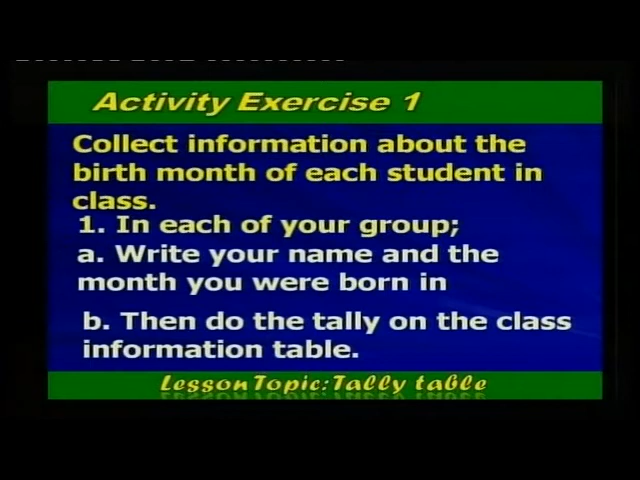 Activity Exercise 1
Collect information about the
birth month of each student in
class.
1. In each of your group;
a. Write your name and the
month you were born in
b. Then do the tally on the class
information table.
Lesson Topic: Tally table